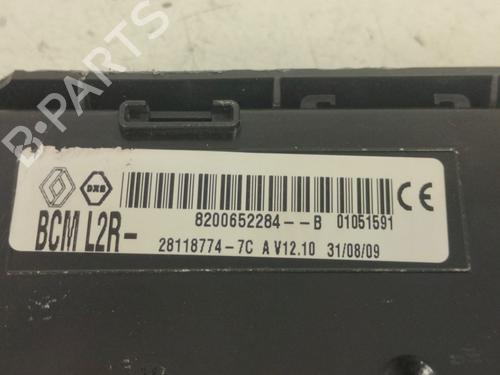 B-PARTS
DXB
8200652284--B 01051591
BCM L2R-
28118774-7C A V12.10 31/08/09
CE